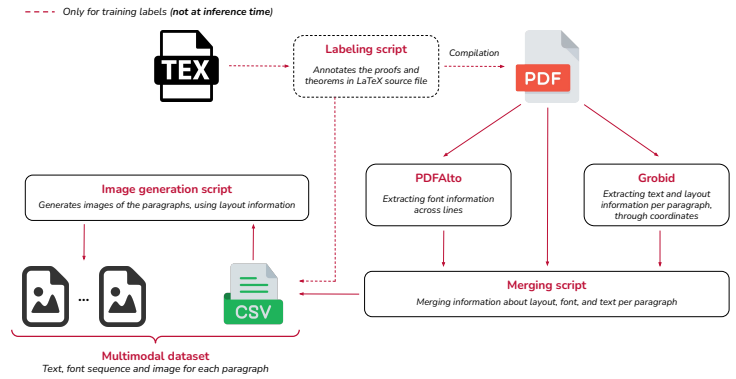 Only for training labels (not at inference time)
TEX
Labeling script
Annotates the proofs and
theorems in LaTeX source file
Compilation
PDF
PDFAlto
Extracting font information
across lines
Grobid
Extracting text and layout
information per paragraph,
through coordinates
Image generation script
Generates images of the paragraphs, using layout information
...
CSV
Merging script
Merging information about layout, font, and text per paragraph
Multimodal dataset
Text, font sequence and image for each paragraph